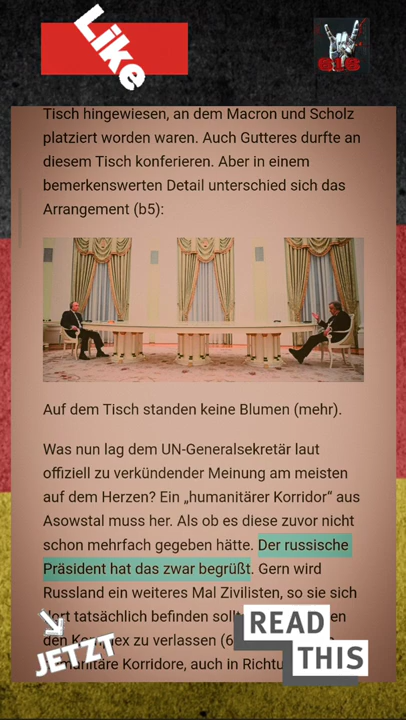 Like
Tisch hingewiesen, an dem Macron und Scholz
platziert worden waren. Auch Gutteres durfte an
diesem Tisch konferieren. Aber in einem
bemerkenswerten Detail unterschied sich das
Arrangement (b5):
Auf dem Tisch standen keine Blumen (mehr).
Was nun lag dem UN-Generalsekretär laut
offiziell zu verkündender Meinung am meisten
auf dem Herzen? Ein „humanitärer Korridor“ aus
Asowstal muss her. Als ob es diese zuvor nicht
schon mehrfach gegeben hätte. Der russische
Präsident hat das zwar begrüßt. Gern wird
Russland ein weiteres Mal Zivilisten, so sie sich
dort tatsächlich befinden
den zu verlassen (6
Korridore, auch in
JETZT
READ
THIS